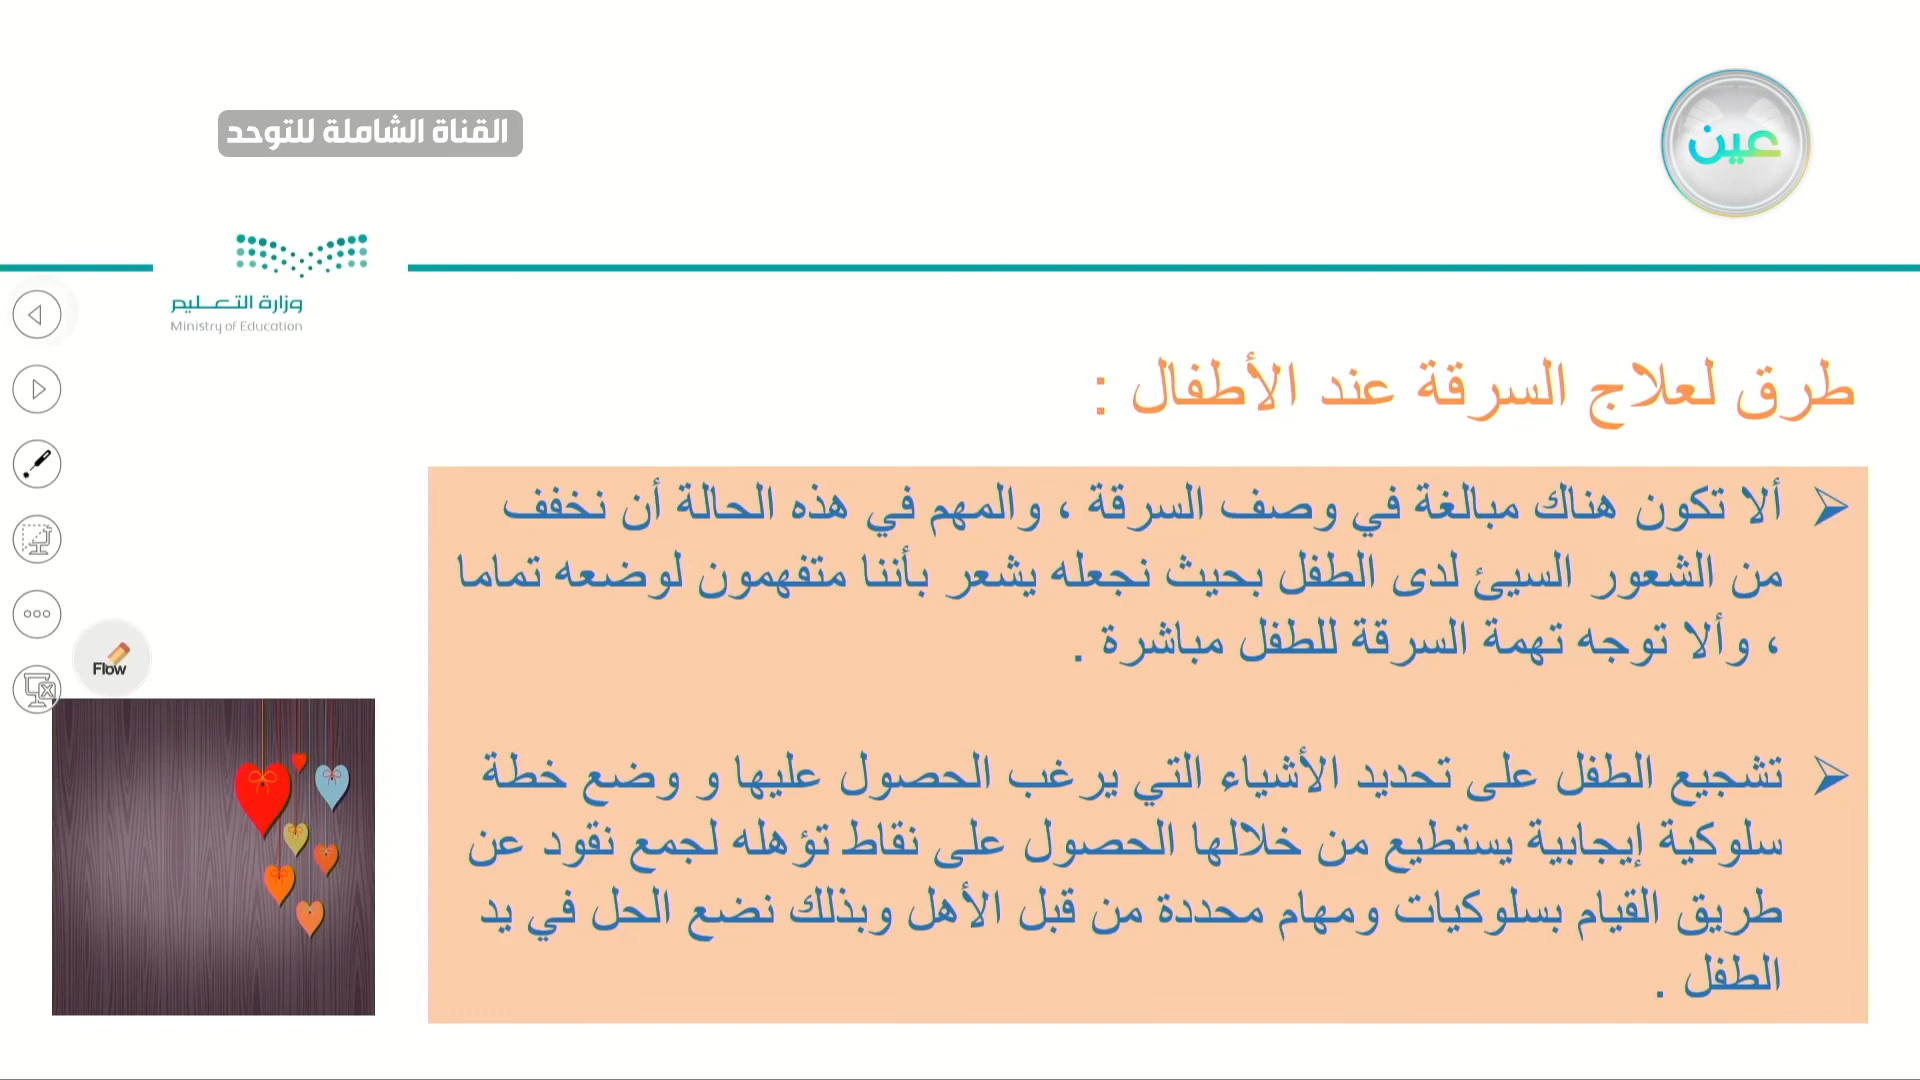 القناة الشاملة للتوحد
عين
وزارة التعليم
Ministry of Education
طرق لعلاج السرقة عند الأطفال :
ألا تكون هناك مبالغة في وصف السرقة ، والمهم في هذه الحالة أن نخفف
من الشعور السيئ لدى الطفل بحيث نجعله يشعر بأننا متفهمون لوضعه تماما
، وألا توجه تهمة السرقة للطفل مباشرة .
تشجيع الطفل على تحديد الأشياء التي يرغب الحصول عليها و وضع خطة
سلوكية إيجابية يستطيع من خلالها الحصول على نقاط تؤهله لجمع نقود عن
طريق القيام بسلوكيات ومهام محددة من قبل الأهل وبذلك نضع الحل في يد
الطفل .
Flow